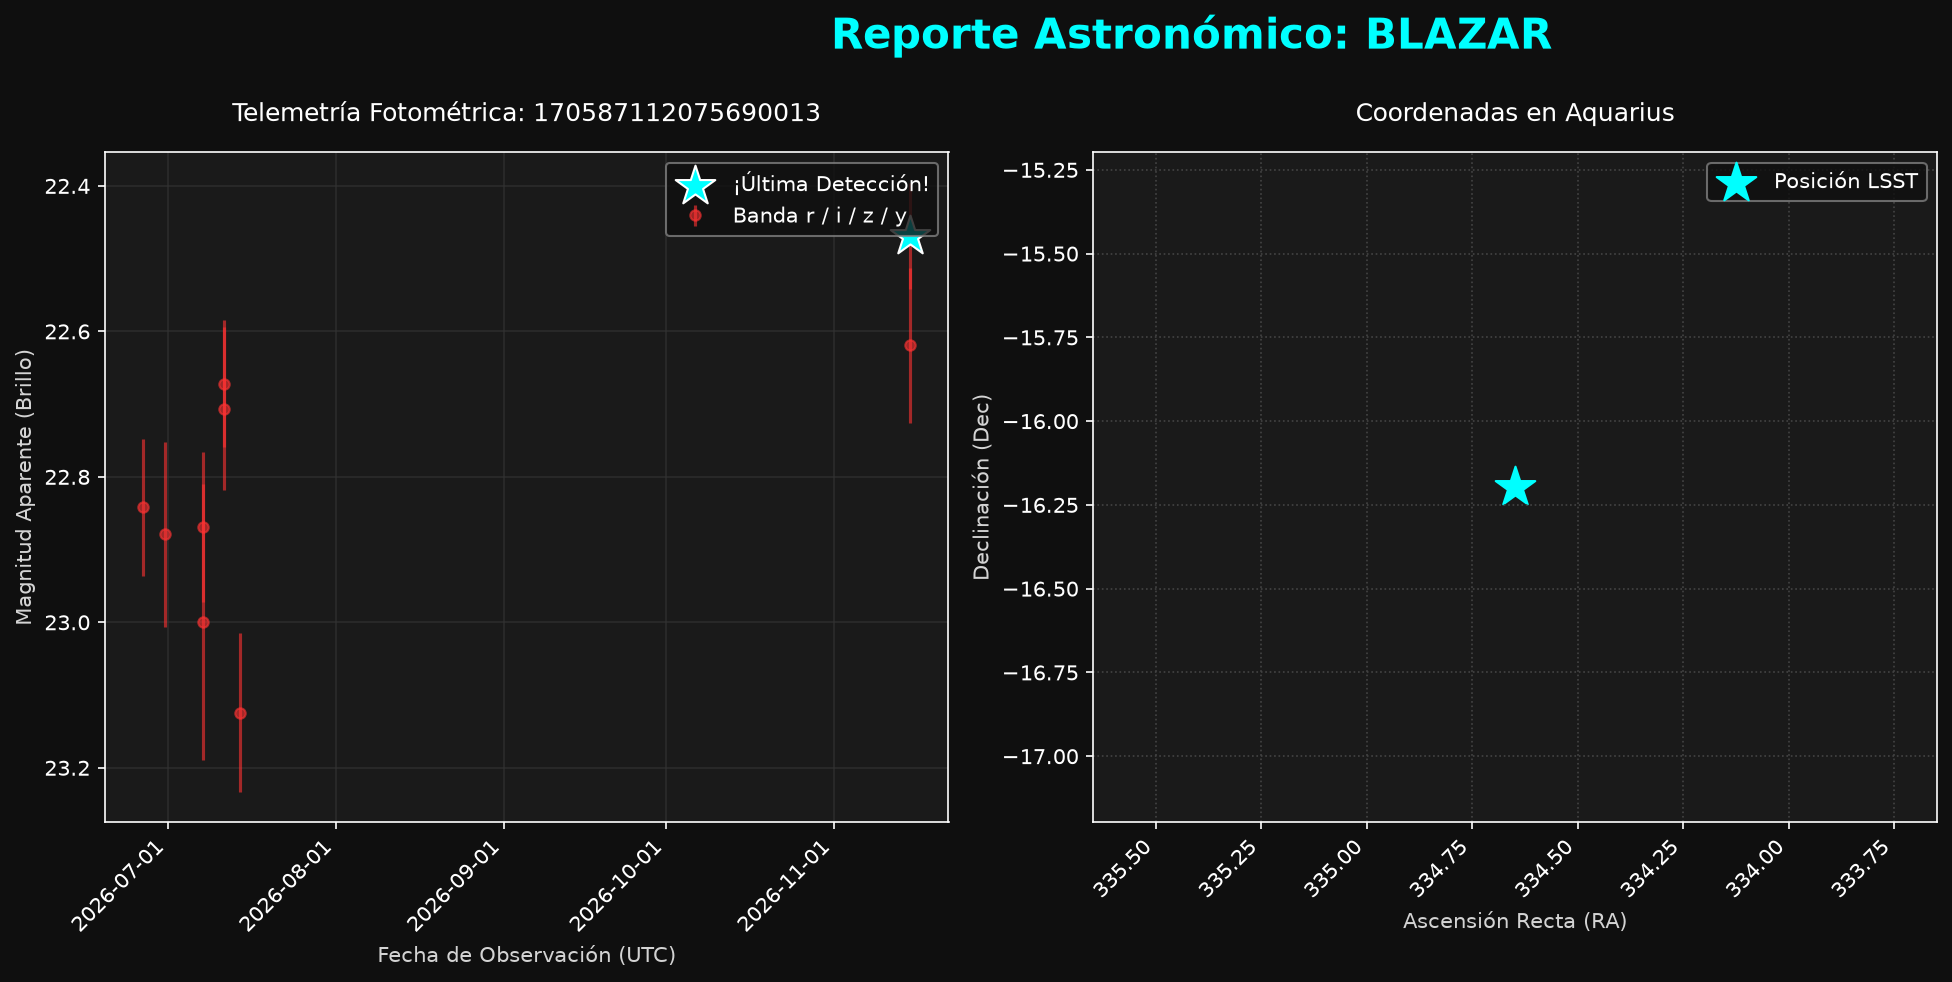 Reporte Astronómico: BLAZAR
Telemetría Fotométrica: 170587112075690013
¡Última Detección!
Banda r / i / z / y
Magnitud Aparente (Brillo)
22.4
22.6
22.8
23.0
23.2
2026-07-01
2026-08-01
2026-09-01
2026-10-01
2026-11-01
Fecha de Observación (UTC)
Coordenadas en Aquarius
Posición LSST
Declinación (Dec)
−15.25
−15.50
−15.75
−16.00
−16.25
−16.50
−16.75
−17.00
335.50
335.25
335.00
334.75
334.50
334.25
334.00
333.75
Ascensión Recta (RA)